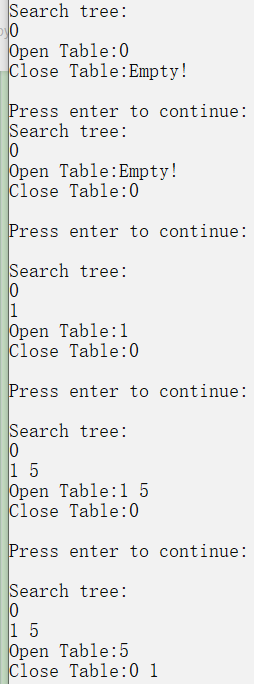 Search tree:
0
Open Table:0
Close Table:Empty!
Press enter to continue:
Search tree:
0
Open Table:Empty!
Close Table:0
Press enter to continue:
Search tree:
0
1
Open Table:1
Close Table:0
Press enter to continue:
Search tree:
0
1 5
Open Table:1 5
Close Table:0
Press enter to continue:
Search tree:
0
1 5
Open Table:5
Close Table:0 1